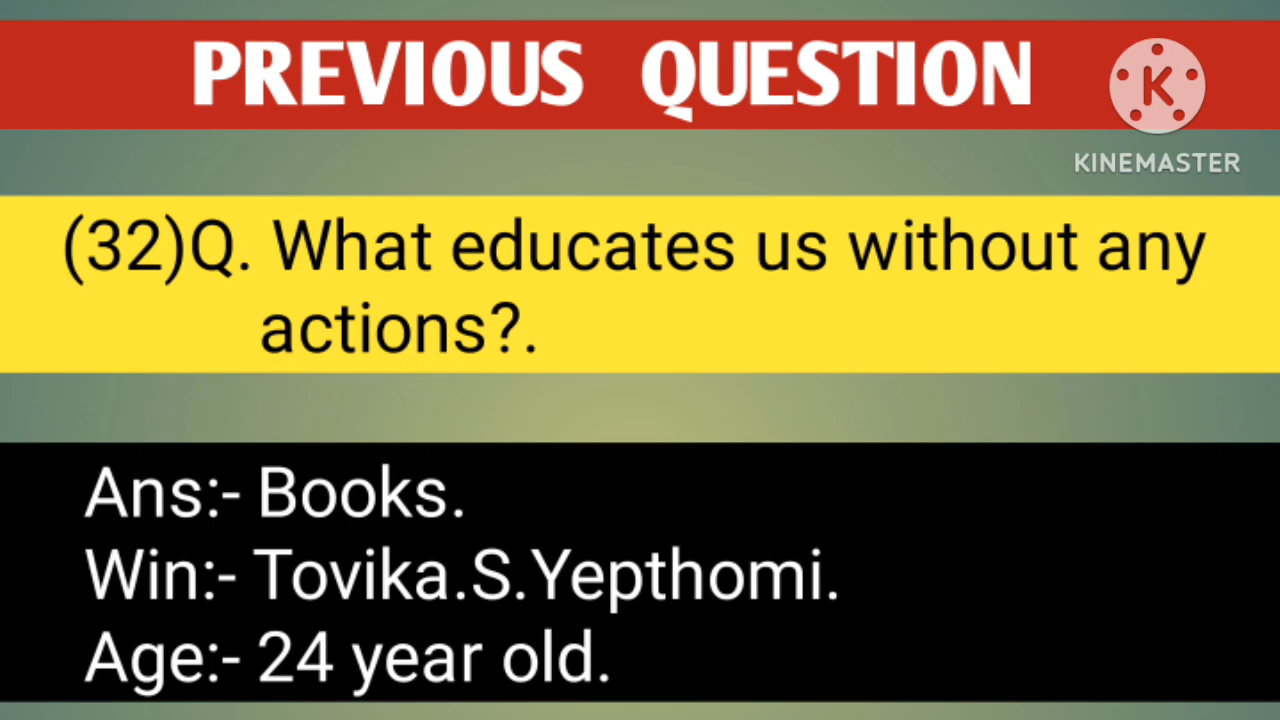 PREVIOUS QUESTION
K
KINEMASTER
(32)Q. What educates us without any
actions?.
Ans:- Books.
Win:- Tovika.S.Yepthomi.
Age:- 24 year old.